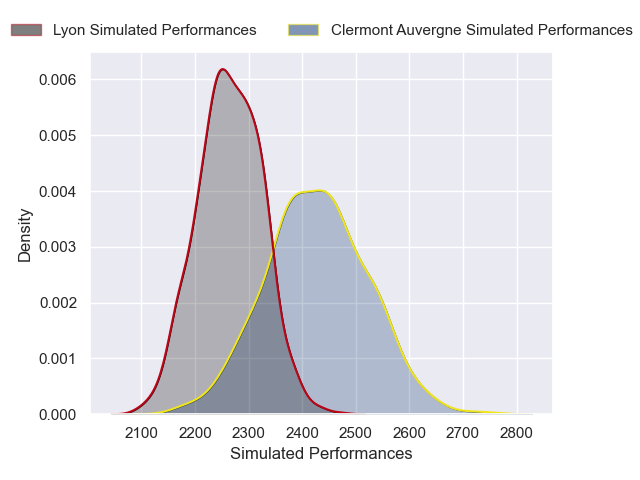 Lyon Simulated Performances
Clermont Auvergne Simulated Performances
0.006
0.005
0.004
0.003
0.002
0.001
0.000
Density
2100 2200 2300 2400 2500 2600 2700 2800
Simulated Performances